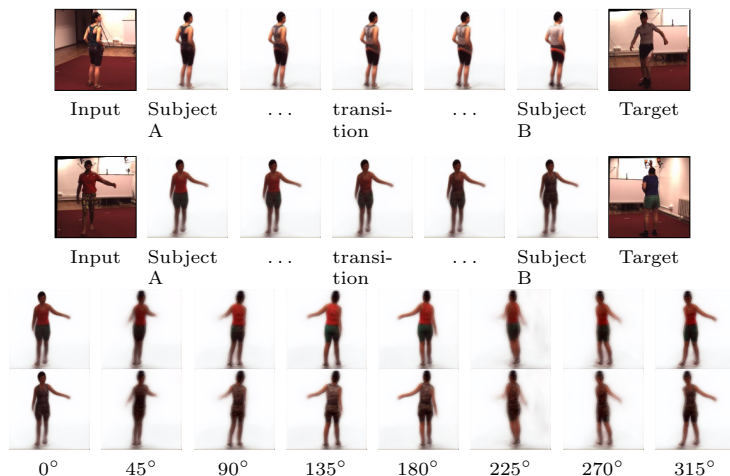 Input Subject A ... transi-tion ... Subject B Target
Input Subject A ... transi-tion ... Subject B Target
0° 45° 90° 135° 180° 225° 270° 315°